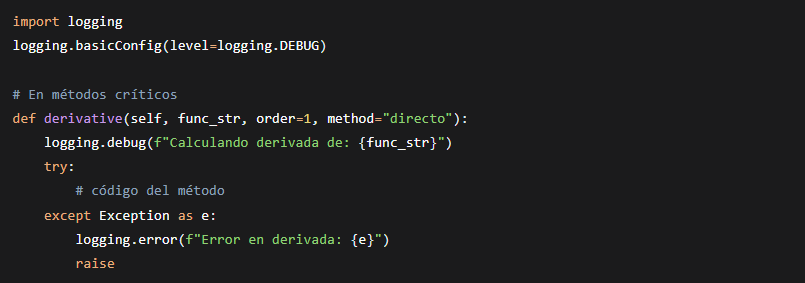 import logging
logging.basicConfig(level=logging.DEBUG)
# En métodos críticos
def derivative(self, func_str, order=1, method="directo"):
    logging.debug(f"Calculando derivada de: {func_str}")
    try:
        # código del método
    except Exception as e:
        logging.error(f"Error en derivada: {e}")
        raise